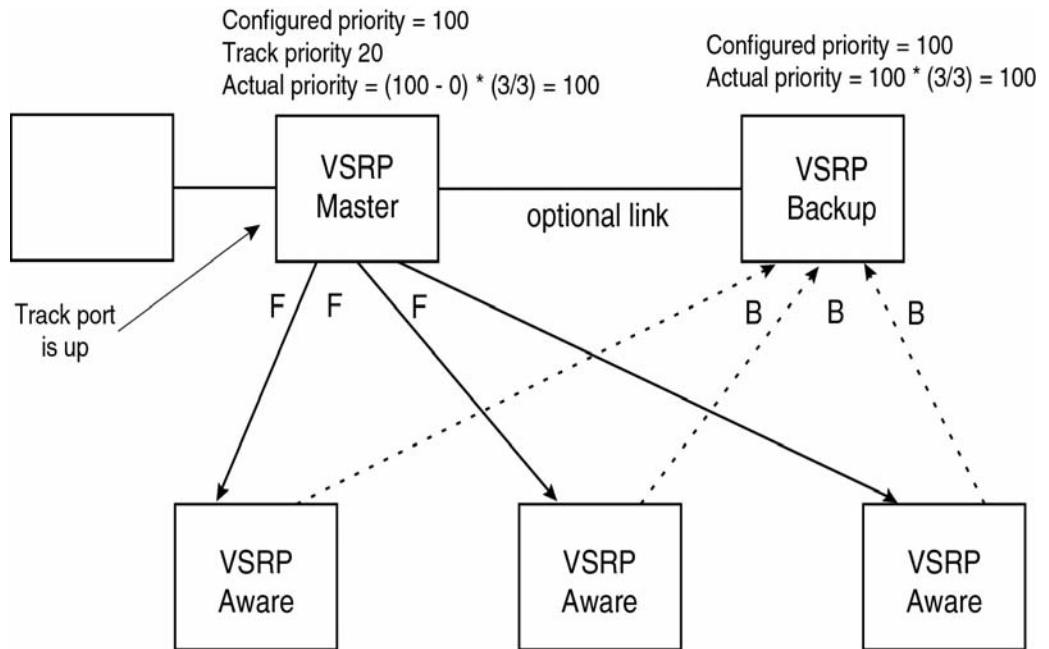 Configured priority = 100
Track priority 20
Actual priority = (100 - 0) * (3/3) = 100
Configured priority = 100
Actual priority = 100 * (3/3) = 100
VSRP
Master
optional link
VSRP
Backup
Track port
is up
F
F
F
B
B
B
VSRP
Aware
VSRP
Aware
VSRP
Aware